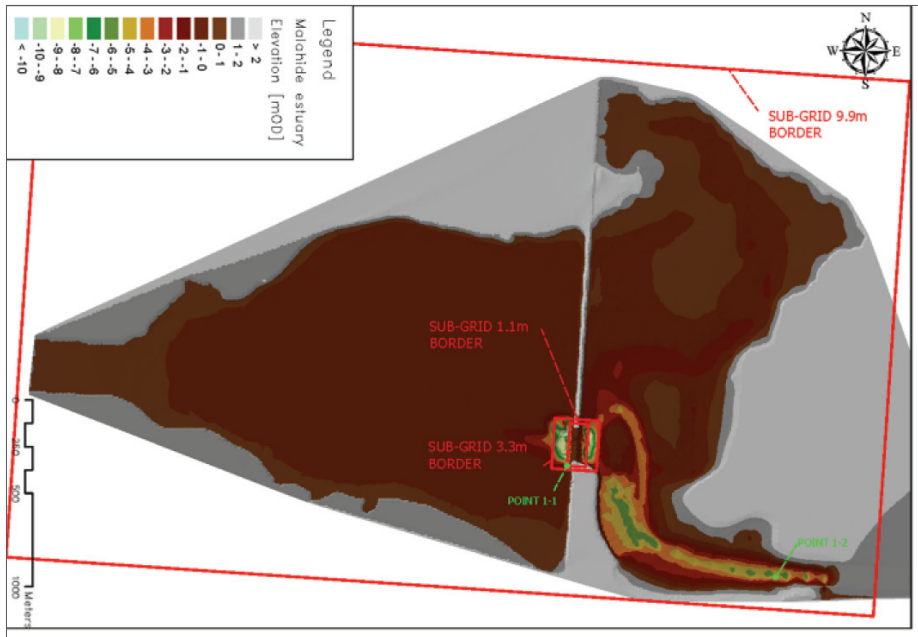 Legend
Malahide estuary
Elevation [mOD]
> 2
1 - 2
0 - 1
-1 - 0
-2 - -1
-3 - -2
-4 - -3
-5 - -4
-6 - -5
-7 - -6
-8 - -7
-9 - -8
-10 - -9
< -10
N
W E
S
SUB-GRID 9.9m
BORDER
SUB-GRID 1.1m
BORDER
SUB-GRID 3.3m
BORDER
POINT 1-1
POINT 1-2
0
250
500
1000
Meters